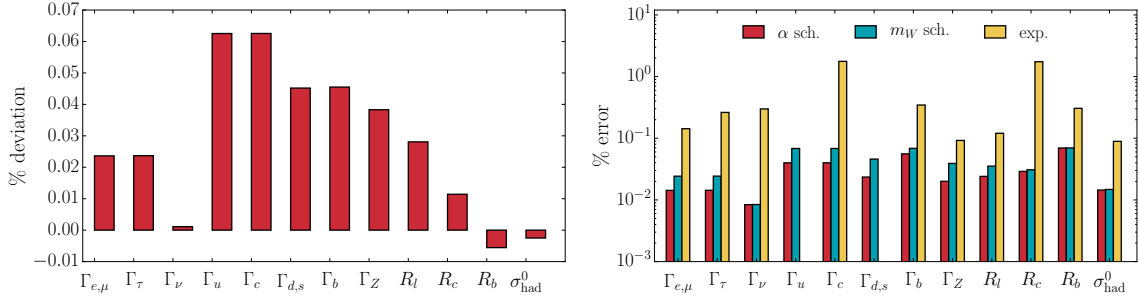 % deviation
0.07
0.06
0.05
0.04
0.03
0.02
0.01
0.00
−0.01
Γe,μ Γτ Γν Γu Γc Γd,s Γb ΓZ Rl Rc Rb σ⁰had
% error
10¹
10⁰
10⁻¹
10⁻²
10⁻³
α sch. mW sch. exp.
Γe,μ Γτ Γν Γu Γc Γd,s Γb ΓZ Rl Rc Rb σ⁰had